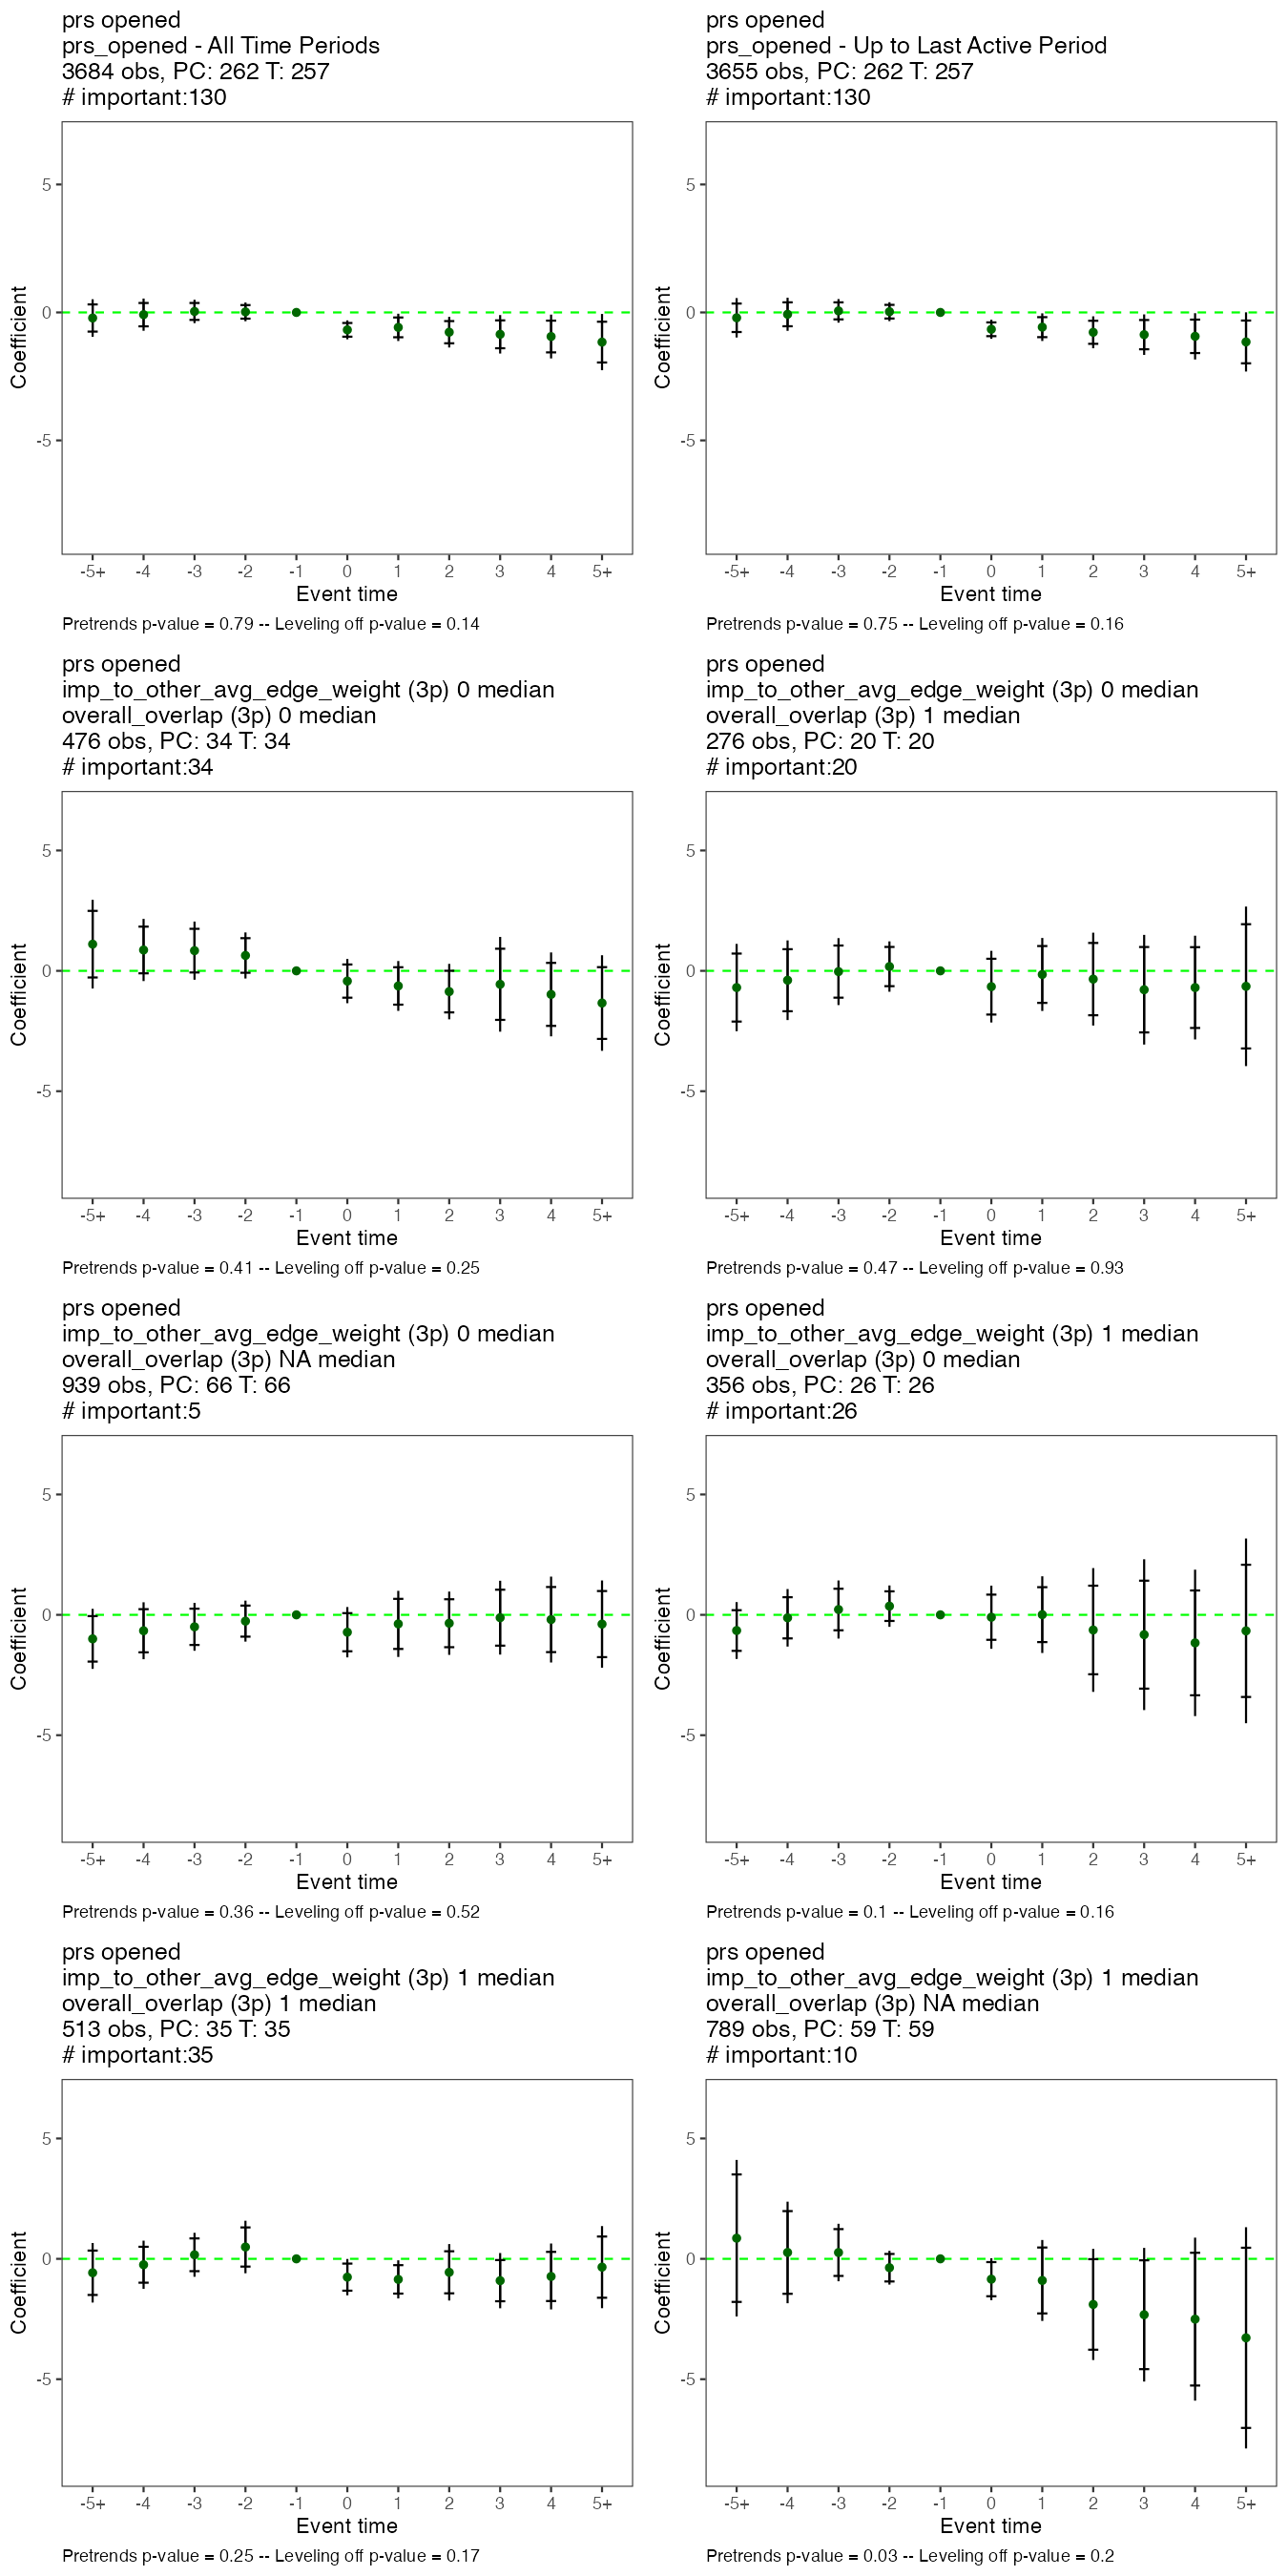 prs opened
prs_opened - All Time Periods
3684 obs, PC: 262 T: 257
# important:130
5
0
-5
Coefficient
-5+ -4 -3 -2 -1 0 1 2 3 4 5+
Event time
Pretrends p-value = 0.79 -- Leveling off p-value = 0.14
prs opened
prs_opened - Up to Last Active Period
3655 obs, PC: 262 T: 257
# important:130
5
0
-5
Coefficient
-5+ -4 -3 -2 -1 0 1 2 3 4 5+
Event time
Pretrends p-value = 0.75 -- Leveling off p-value = 0.16
prs opened
imp_to_other_avg_edge_weight (3p) 0 median
overall_overlap (3p) 0 median
476 obs, PC: 34 T: 34
# important:34
5
0
-5
Coefficient
-5+ -4 -3 -2 -1 0 1 2 3 4 5+
Event time
Pretrends p-value = 0.41 -- Leveling off p-value = 0.25
prs opened
imp_to_other_avg_edge_weight (3p) 0 median
overall_overlap (3p) 1 median
276 obs, PC: 20 T: 20
# important:20
5
0
-5
Coefficient
-5+ -4 -3 -2 -1 0 1 2 3 4 5+
Event time
Pretrends p-value = 0.47 -- Leveling off p-value = 0.93
prs opened
imp_to_other_avg_edge_weight (3p) 0 median
overall_overlap (3p) NA median
939 obs, PC: 66 T: 66
# important:5
5
0
-5
Coefficient
-5+ -4 -3 -2 -1 0 1 2 3 4 5+
Event time
Pretrends p-value = 0.36 -- Leveling off p-value = 0.52
prs opened
imp_to_other_avg_edge_weight (3p) 1 median
overall_overlap (3p) 0 median
356 obs, PC: 26 T: 26
# important:26
5
0
-5
Coefficient
-5+ -4 -3 -2 -1 0 1 2 3 4 5+
Event time
Pretrends p-value = 0.1 -- Leveling off p-value = 0.16
prs opened
imp_to_other_avg_edge_weight (3p) 1 median
overall_overlap (3p) 1 median
513 obs, PC: 35 T: 35
# important:35
5
0
-5
Coefficient
-5+ -4 -3 -2 -1 0 1 2 3 4 5+
Event time
Pretrends p-value = 0.25 -- Leveling off p-value = 0.17
prs opened
imp_to_other_avg_edge_weight (3p) 1 median
overall_overlap (3p) NA median
789 obs, PC: 59 T: 59
# important:10
5
0
-5
Coefficient
-5+ -4 -3 -2 -1 0 1 2 3 4 5+
Event time
Pretrends p-value = 0.03 -- Leveling off p-value = 0.2